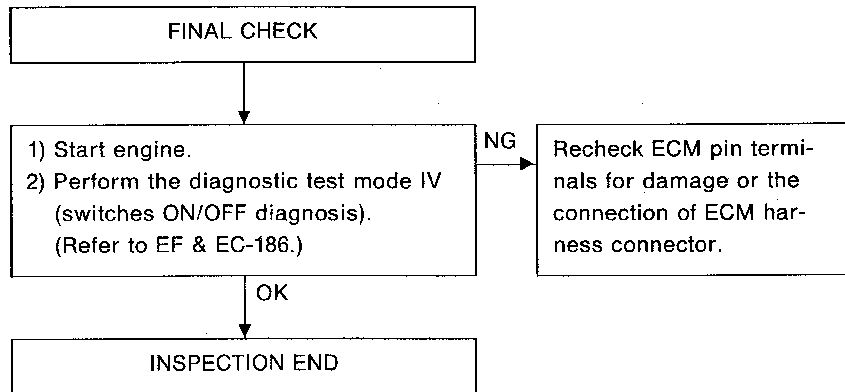 FINAL CHECK
1) Start engine.
2) Perform the diagnostic test mode IV
(switches ON/OFF diagnosis).
(Refer to EF & EC-186.)
NG
Recheck ECM pin termi-
nals for damage or the
connection of ECM har-
ness connector.
OK
INSPECTION END